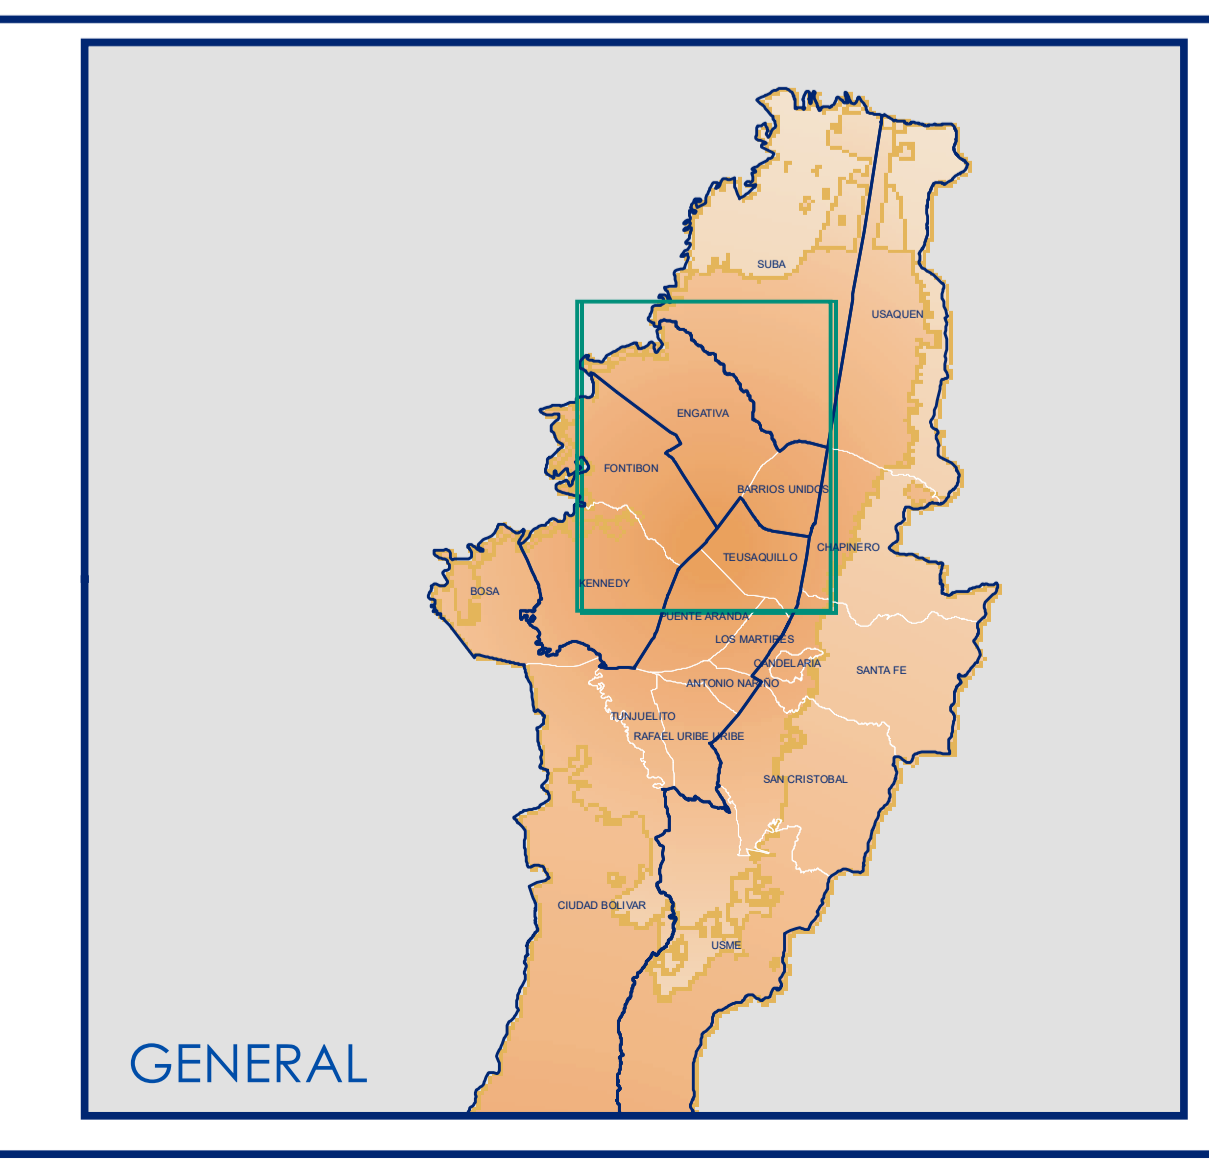 SUBA
USAQUEN
ENGATIVA
FONTIBON
BARRIOS UNIDOS
CHAPINERO
TEUSAQUILLO
KENNEDY
BOSA
PUENTE ARANDA
LOS MARTIRES
CANDELARIA
SANTA FE
ANTONIO NARIÑO
TUNJUELITO
RAFAEL URIBE URIBE
SAN CRISTOBAL
CIUDAD BOLIVAR
USME
GENERAL